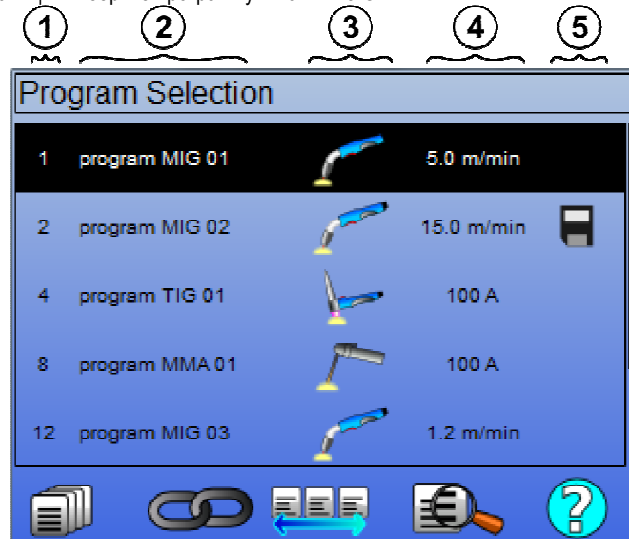 1 2 3 4 5
Program Selection
1 program MIG 01 5.0 m/min
2 program MIG 02 15.0 m/min
4 program TIG 01 100 A
8 program MMA 01 100 A
12 program MIG 03 1.2 m/min
?